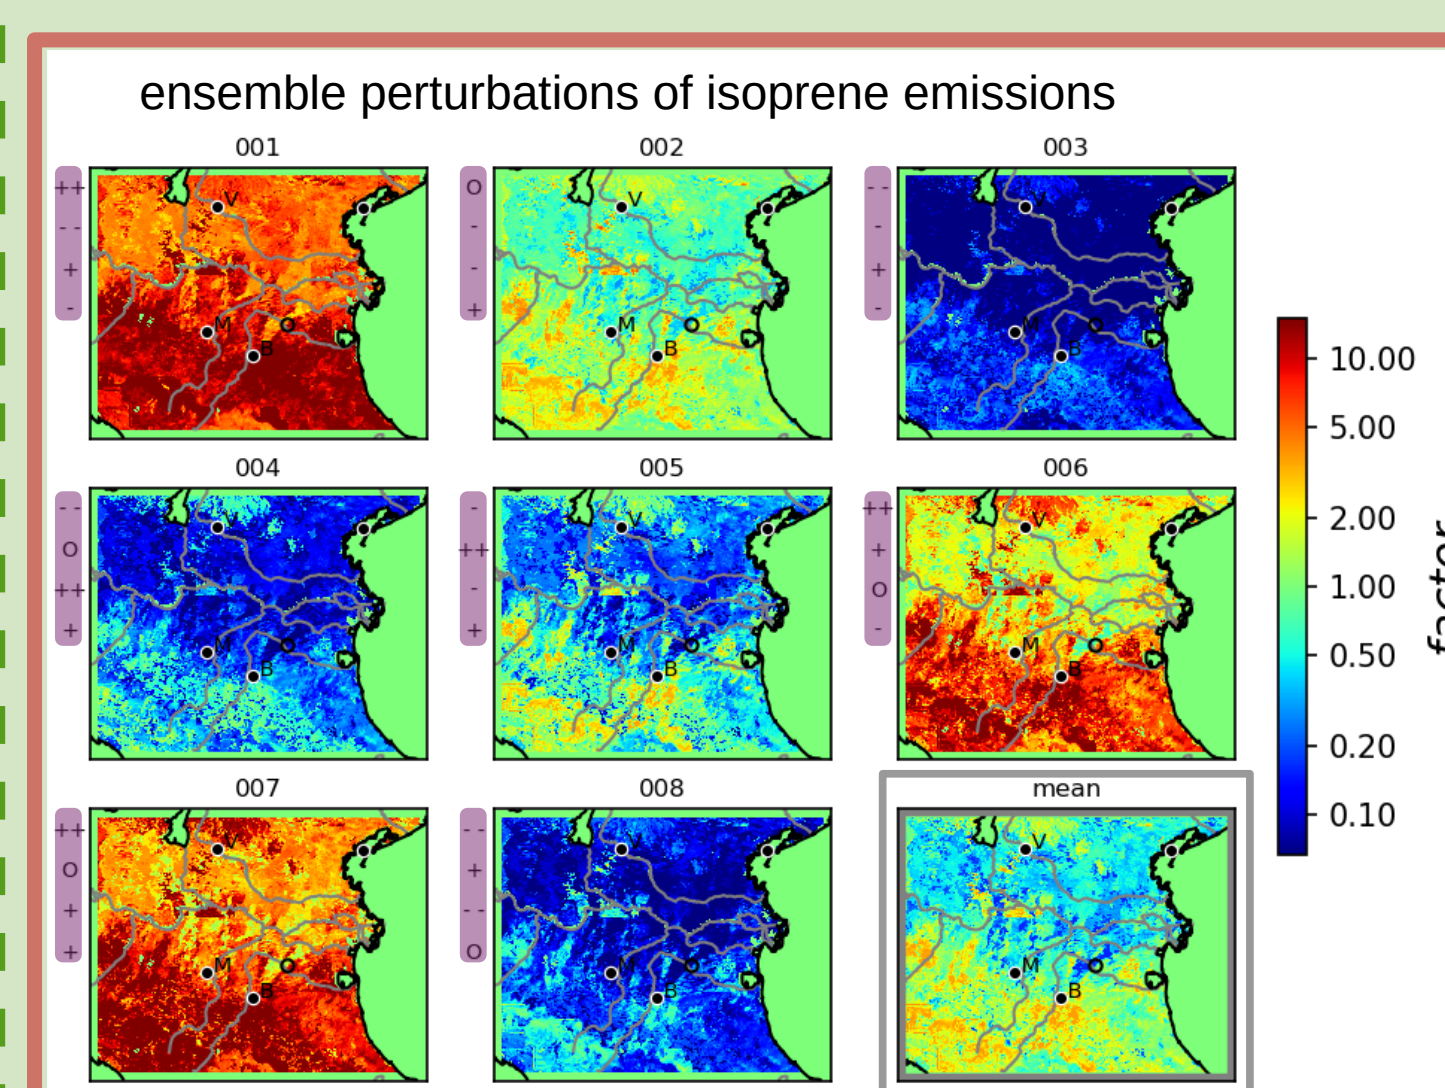 ensemble perturbations of isoprene emissions
001
002
003
++
--
+
-
V
M
O
B
O
-
-
+
V
M
O
B
--
-
+
-
V
M
O
B
004
005
006
--
O
++
+
V
M
O
B
-
++
-
+
V
M
O
B
++
+
O
-
V
M
O
B
007
008
mean
++
O
+
+
V
M
O
B
--
+
--
O
V
M
O
B
V
M
O
B
10.00
5.00
2.00
1.00
0.50
0.20
0.10
factor